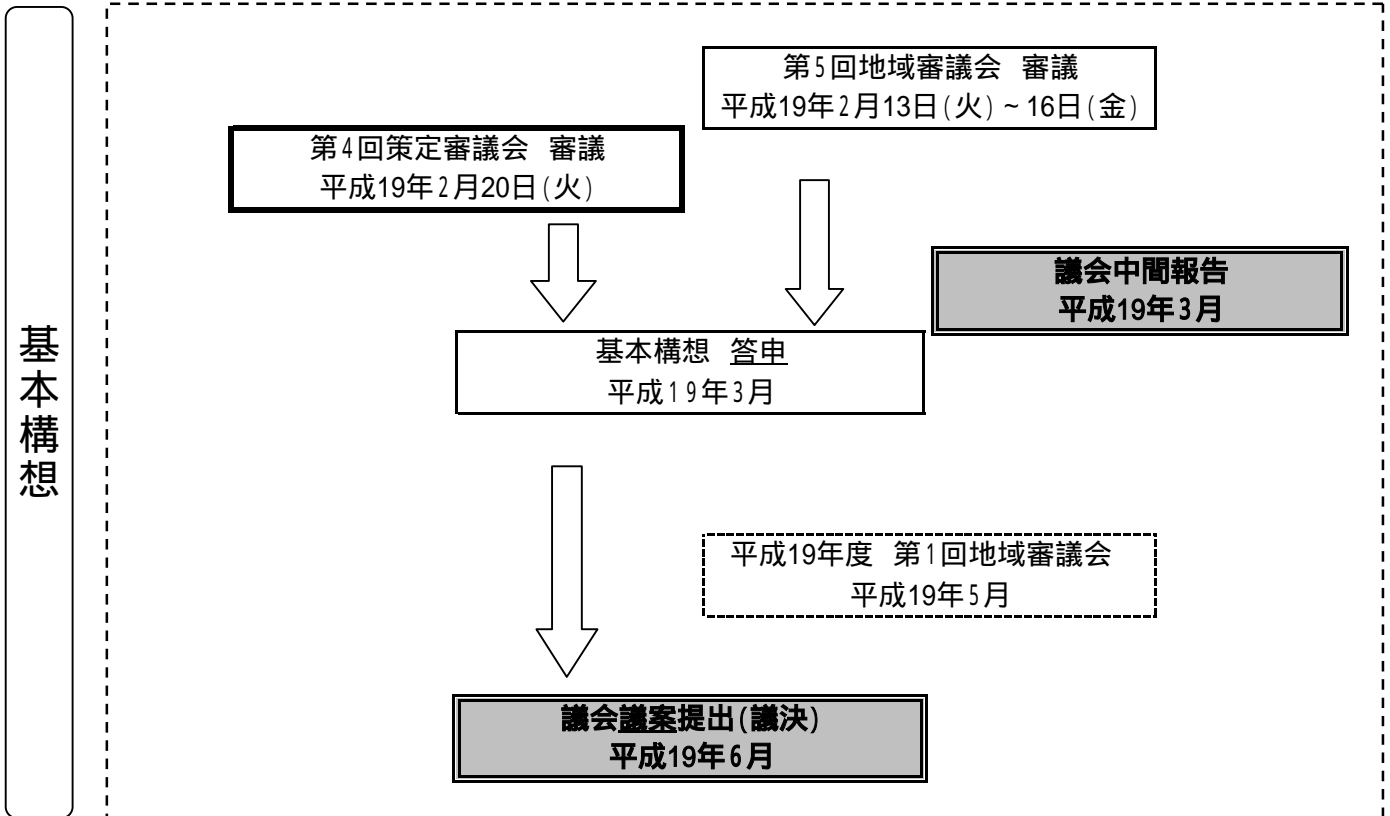 基本構想
第5回地域審議会 審議
平成19年2月13日(火)~16日(金)
第4回策定審議会 審議
平成19年2月20日(火)
議会中間報告
平成19年3月
基本構想 答申
平成19年3月
平成19年度 第1回地域審議会
平成19年5月
議会議案提出(議決)
平成19年6月